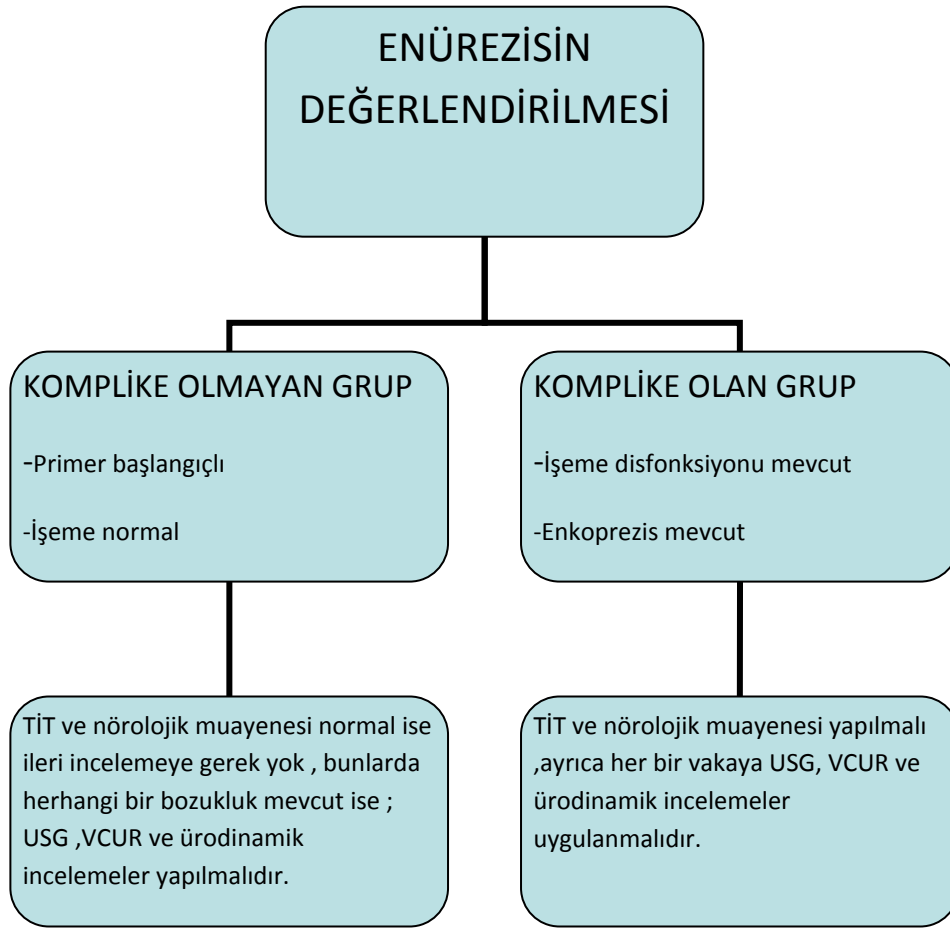 ENÜREZİSİN
DEĞERLENDİRİLMESİ
KOMPLİKE OLMAYAN GRUP
-Primer başlangıçlı
-İşeme normal
KOMPLİKE OLAN GRUP
-İşeme disfonksiyonu mevcut
-Enkoprezis mevcut
TİT ve nörolojik muayenesi normal ise
ileri incelemeye gerek yok , bunlarda
herhangi bir bozukluk mevcut ise ;
USG ,VCUR ve ürodinamik
incelemeler yapılmalıdır.
TİT ve nörolojik muayenesi yapılmalı
,ayrıca her bir vakaya USG, VCUR ve
ürodinamik incelemeler
uygulanmalıdır.